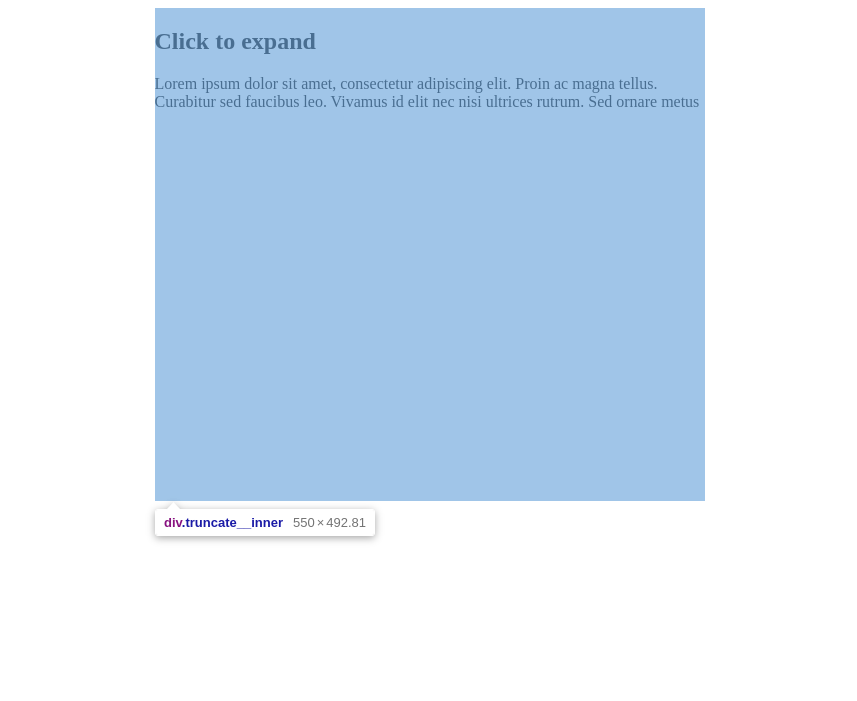 Click to expand
Lorem ipsum dolor sit amet, consectetur adipiscing elit. Proin ac magna tellus.
Curabitur sed faucibus leo. Vivamus id elit nec nisi ultrices rutrum. Sed ornare metus
div.truncate__inner 550 × 492.81